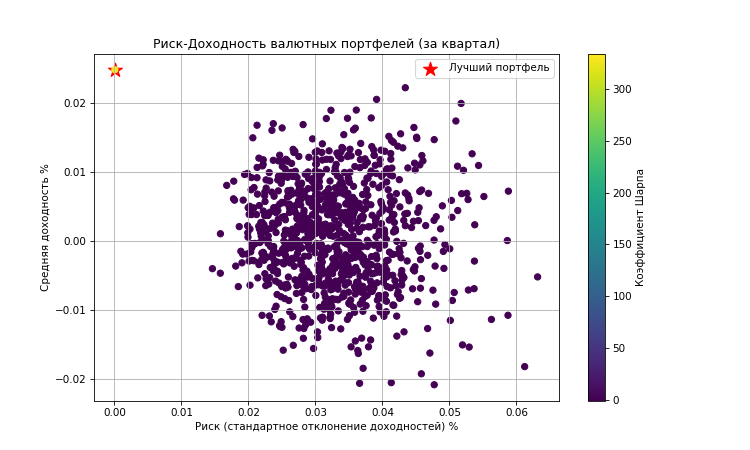 Риск-Доходность валютных портфелей (за квартал)
Лучший портфель
Средняя доходность %
0.02
0.01
0.00
−0.01
−0.02
0.00 0.01 0.02 0.03 0.04 0.05 0.06
Риск (стандартное отклонение доходностей) %
300
250
200
150
100
50
0
Коэффициент Шарпа